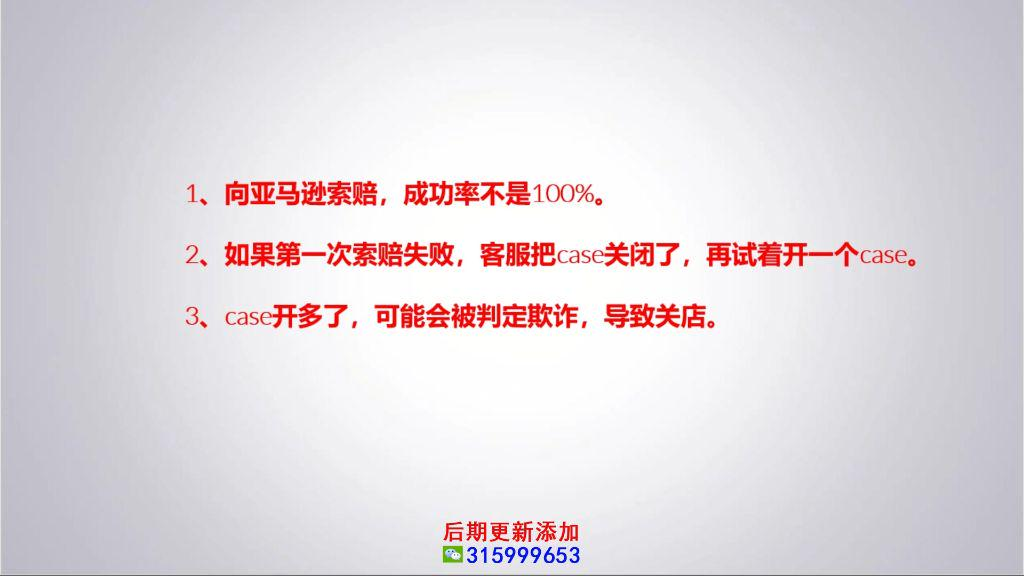 1、向亚马逊索赔，成功率不是100%。
2、如果第一次索赔失败，客服把case关闭了，再试着开一个case。
3、case开多了，可能会被判定欺诈，导致关店。
后期更新添加
315999653